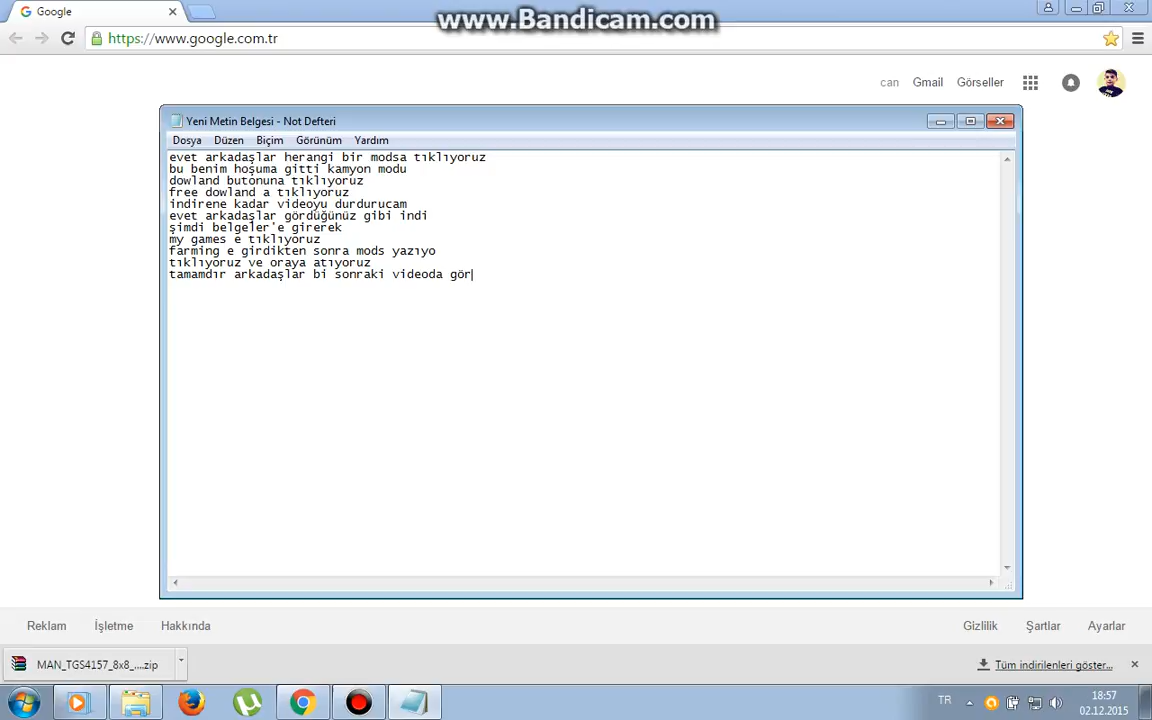 Google
www.Bandicam.com
https://www.google.com.tr
can Gmail Görseller
Yeni Metin Belgesi - Not Defteri
Dosya Düzen Biçim Görünüm Yardım
evet arkadaşlar herangi bir modsa tıklıyoruz
bu benim hoşuma gitti kamyon modu
dowland butonuna tıklıyoruz
free dowland a tıklıyoruz
indirene kadar videoyu durdurucam
evet arkadaşlar gördüğünüz gibi indi
şimdi belgeler'e girerek
my games e tıklıyoruz
farming e girdikten sonra mods yazıyo
tıklıyoruz ve oraya atıyoruz
tamamdır arkadaşlar bi sonraki videoda gör
Reklam İşletme Hakkında Gizlilik Şartlar Ayarlar
MAN_TGS4157_8x8_....zip Tüm indirilenleri göster...
TR 18:57
02.12.2015